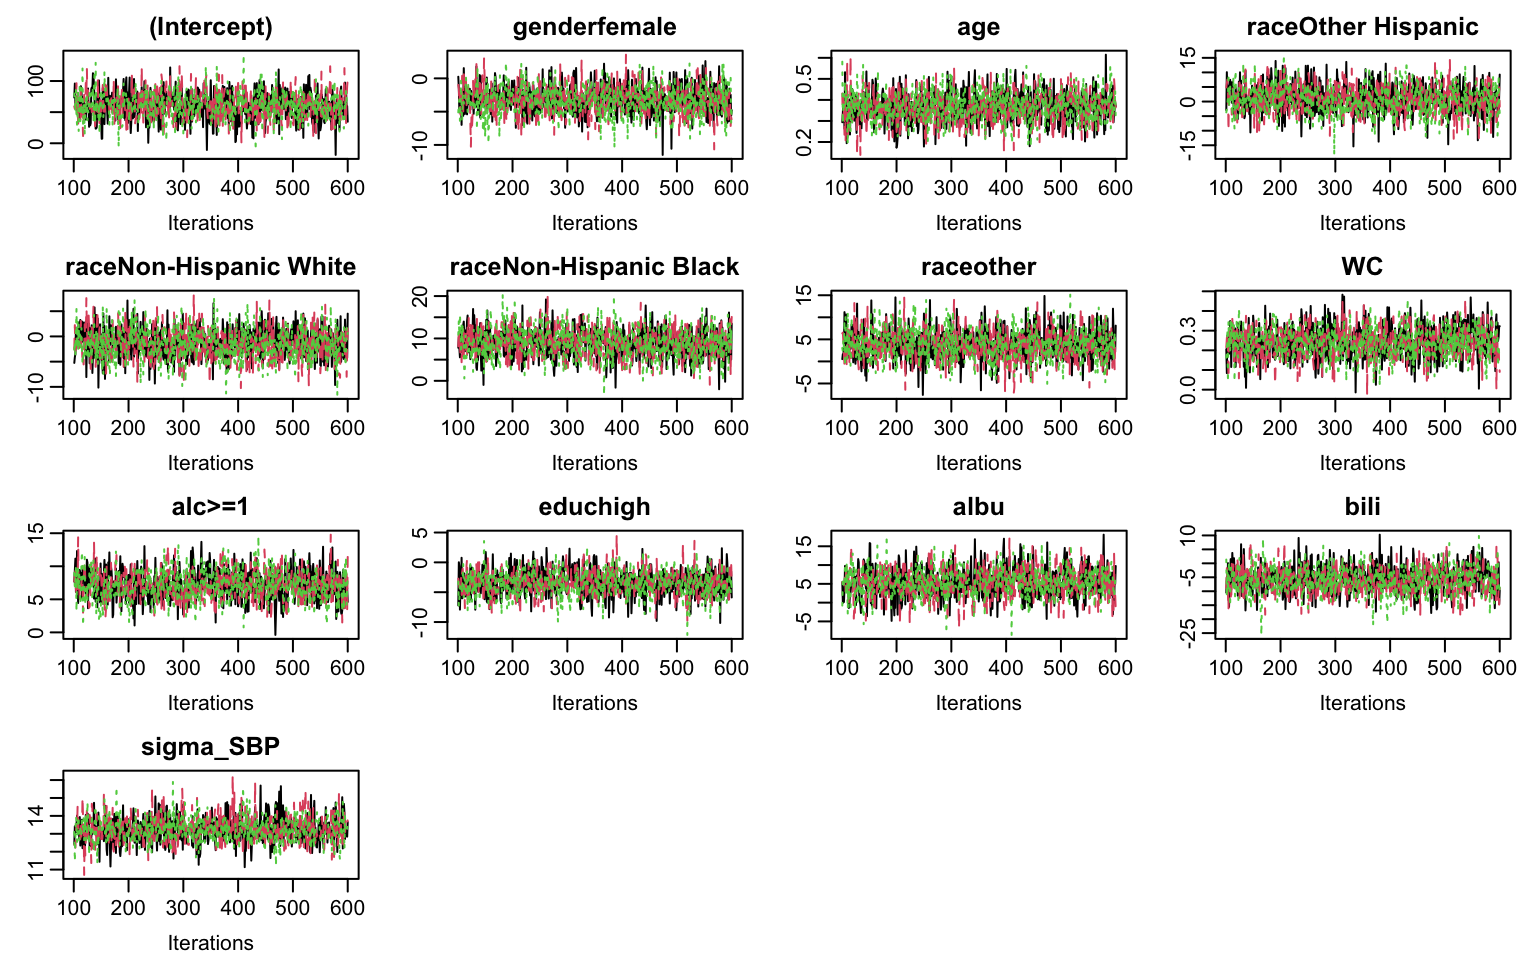 (Intercept) genderfemale age raceOther Hispanic
0 100
-10 0
0.2 0.5
-15 0 15
100 200 300 400 500 600 100 200 300 400 500 600 100 200 300 400 500 600 100 200 300 400 500 600
Iterations Iterations Iterations Iterations
raceNon-Hispanic White raceNon-Hispanic Black raceother WC
-10 0
0 10 20
-5 5 15
0.0 0.3
100 200 300 400 500 600 100 200 300 400 500 600 100 200 300 400 500 600 100 200 300 400 500 600
Iterations Iterations Iterations Iterations
alc>=1 educhigh albu bili
0 5 15
-10 0 5
-5 5 15
-25 -5 10
100 200 300 400 500 600 100 200 300 400 500 600 100 200 300 400 500 600 100 200 300 400 500 600
Iterations Iterations Iterations Iterations
sigma_SBP
11 14
100 200 300 400 500 600
Iterations